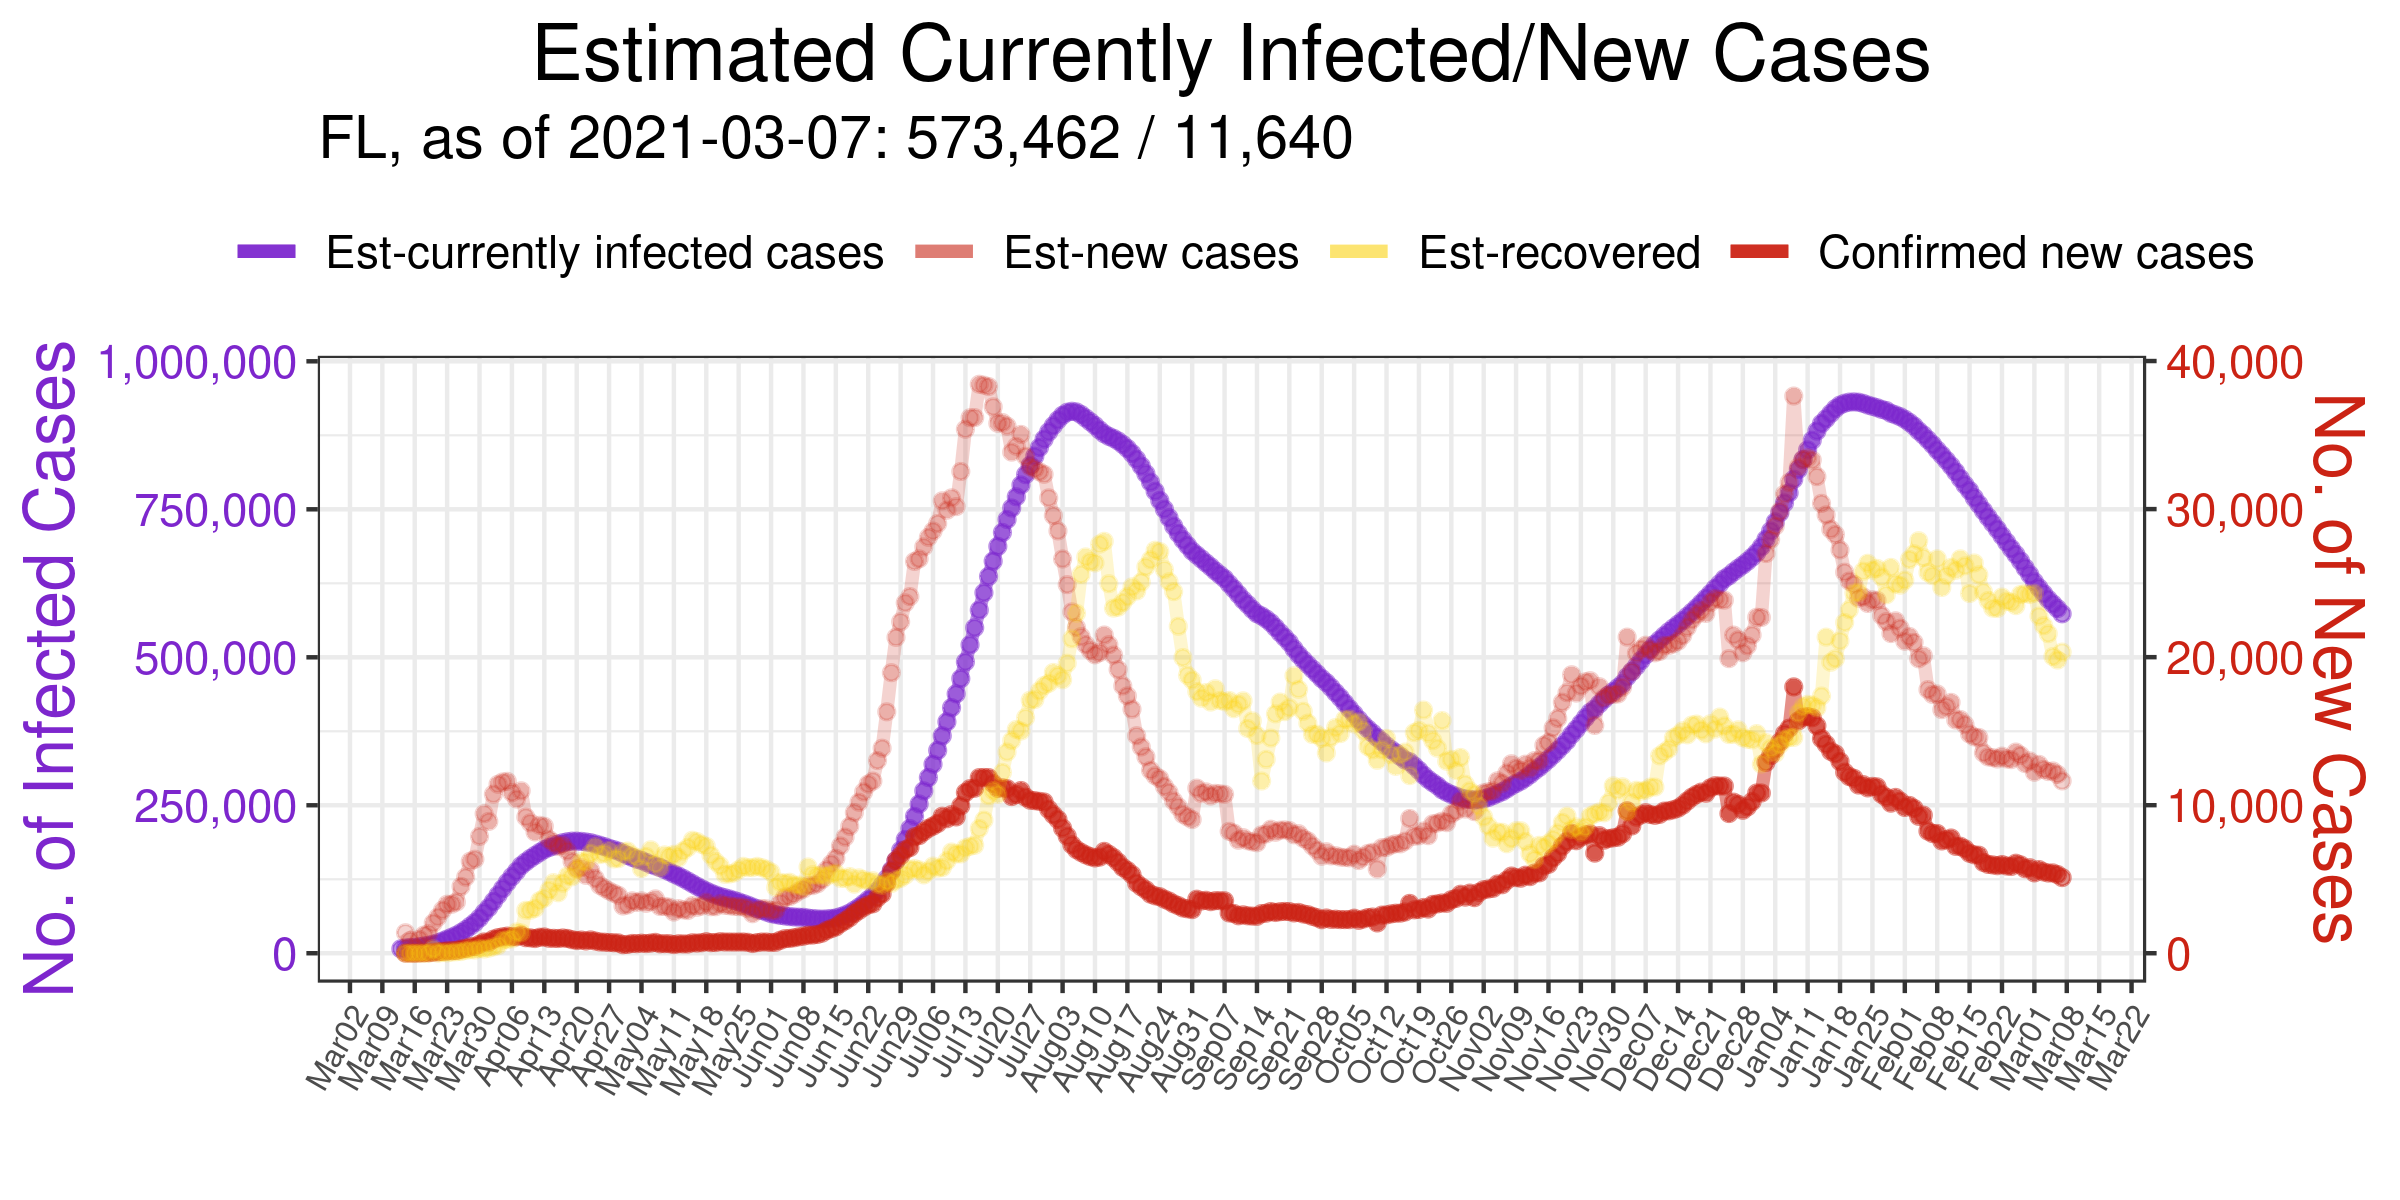 Estimated Currently Infected/New Cases
FL, as of 2021-03-07: 573,462 / 11,640
Est-currently infected cases Est-new cases Est-recovered Confirmed new cases
No. of Infected Cases
1,000,000
750,000
500,000
250,000
0
40,000
30,000
20,000
10,000
0
No. of New Cases
Mar02 Mar09 Mar16 Mar23 Mar30 Apr06 Apr13 Apr20 Apr27 May04 May11 May18 May25 Jun01 Jun08 Jun15 Jun22 Jun29 Jul06 Jul13 Jul20 Jul27 Aug03 Aug10 Aug17 Aug24 Aug31 Sep07 Sep14 Sep21 Sep28 Oct05 Oct12 Oct19 Oct26 Nov02 Nov09 Nov16 Nov23 Nov30 Dec07 Dec14 Dec21 Dec28 Jan04 Jan11 Jan18 Jan25 Feb01 Feb08 Feb15 Feb22 Mar01 Mar08 Mar15 Mar22